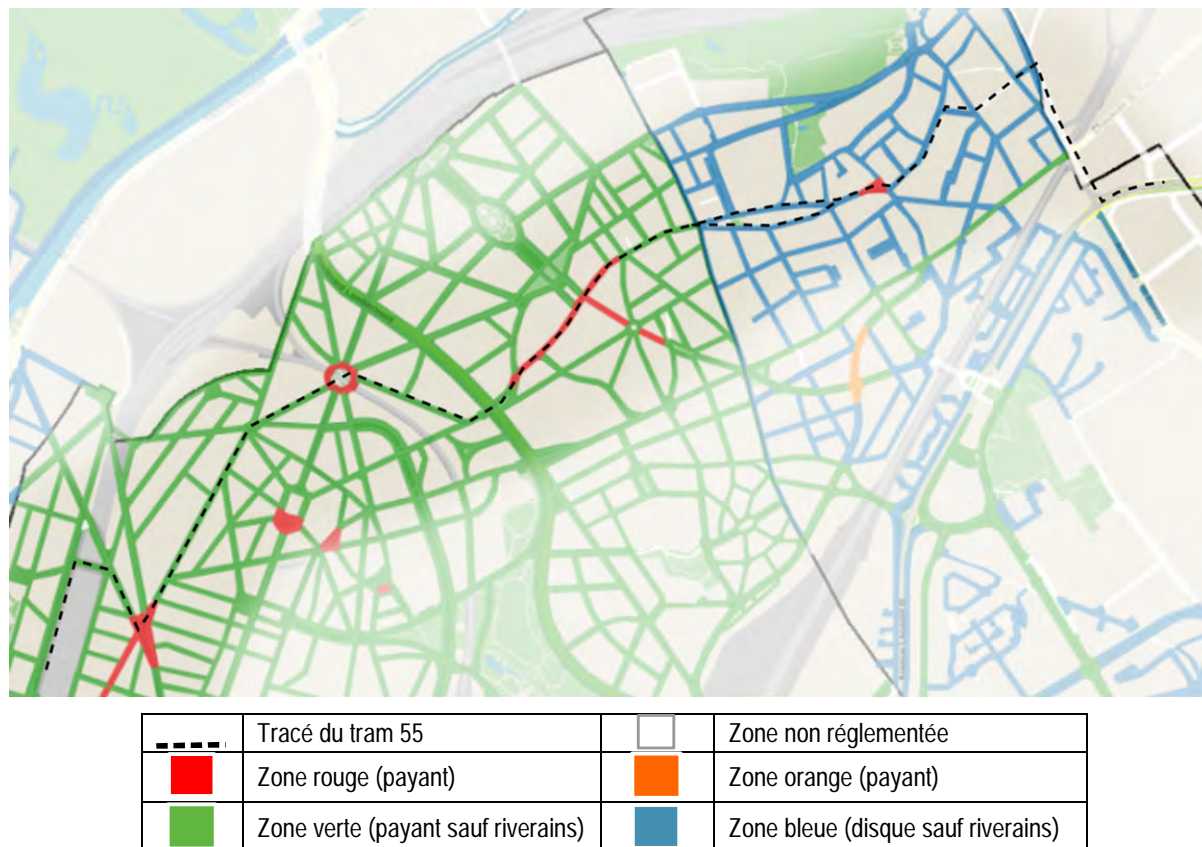 Tracé du tram 55
Zone non réglementée
Zone rouge (payant)
Zone orange (payant)
Zone verte (payant sauf riverains)
Zone bleue (disque sauf riverains)